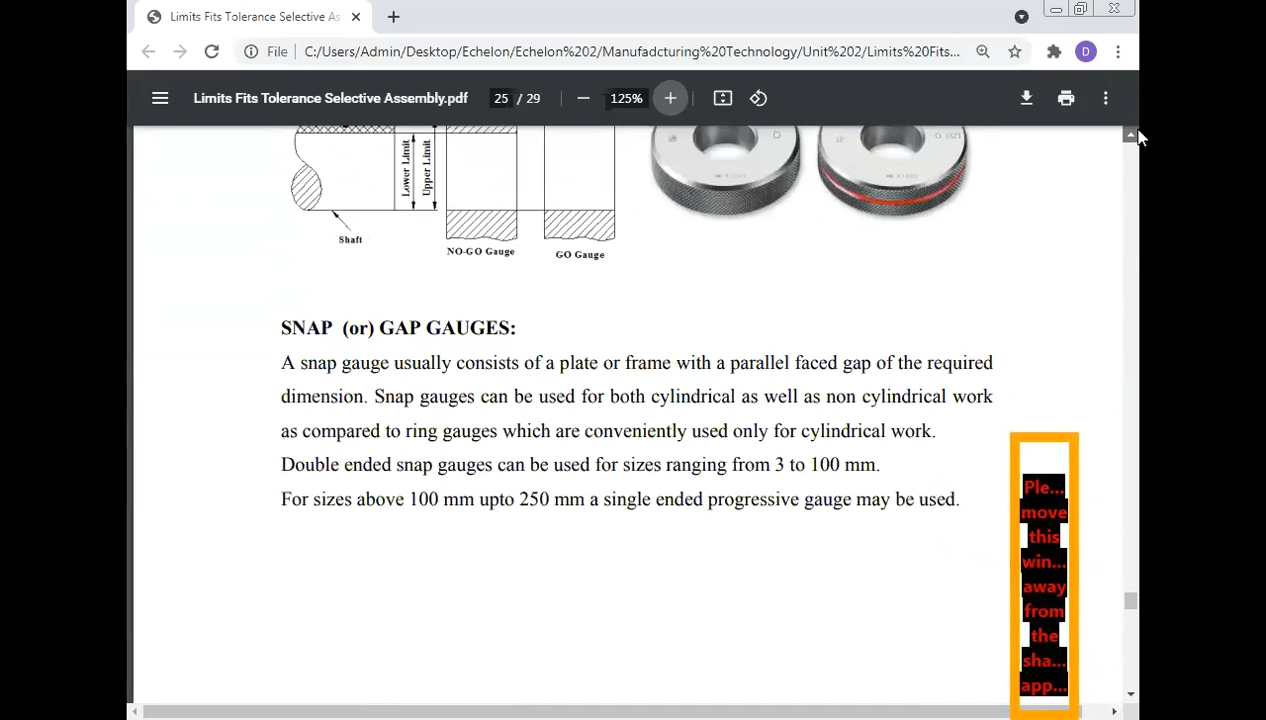 Limits Fits Tolerance Selective As
File
C:/Users/Admin/Desktop/Echelon/Echelon%202/Manufadcturing%20Technology/Unit%202/Limits%20Fits...
D
Limits Fits Tolerance Selective Assembly.pdf
25 / 29
125%
Lower Limit
Upper Limit
Shaft
NO-GO Gauge
GO Gauge
SNAP (or) GAP GAUGES:
A snap gauge usually consists of a plate or frame with a parallel faced gap of the required
dimension. Snap gauges can be used for both cylindrical as well as non cylindrical work
as compared to ring gauges which are conveniently used only for cylindrical work.
Double ended snap gauges can be used for sizes ranging from 3 to 100 mm.
For sizes above 100 mm upto 250 mm a single ended progressive gauge may be used.
Ple...
move
this
win...
away
from
the
sha...
app...